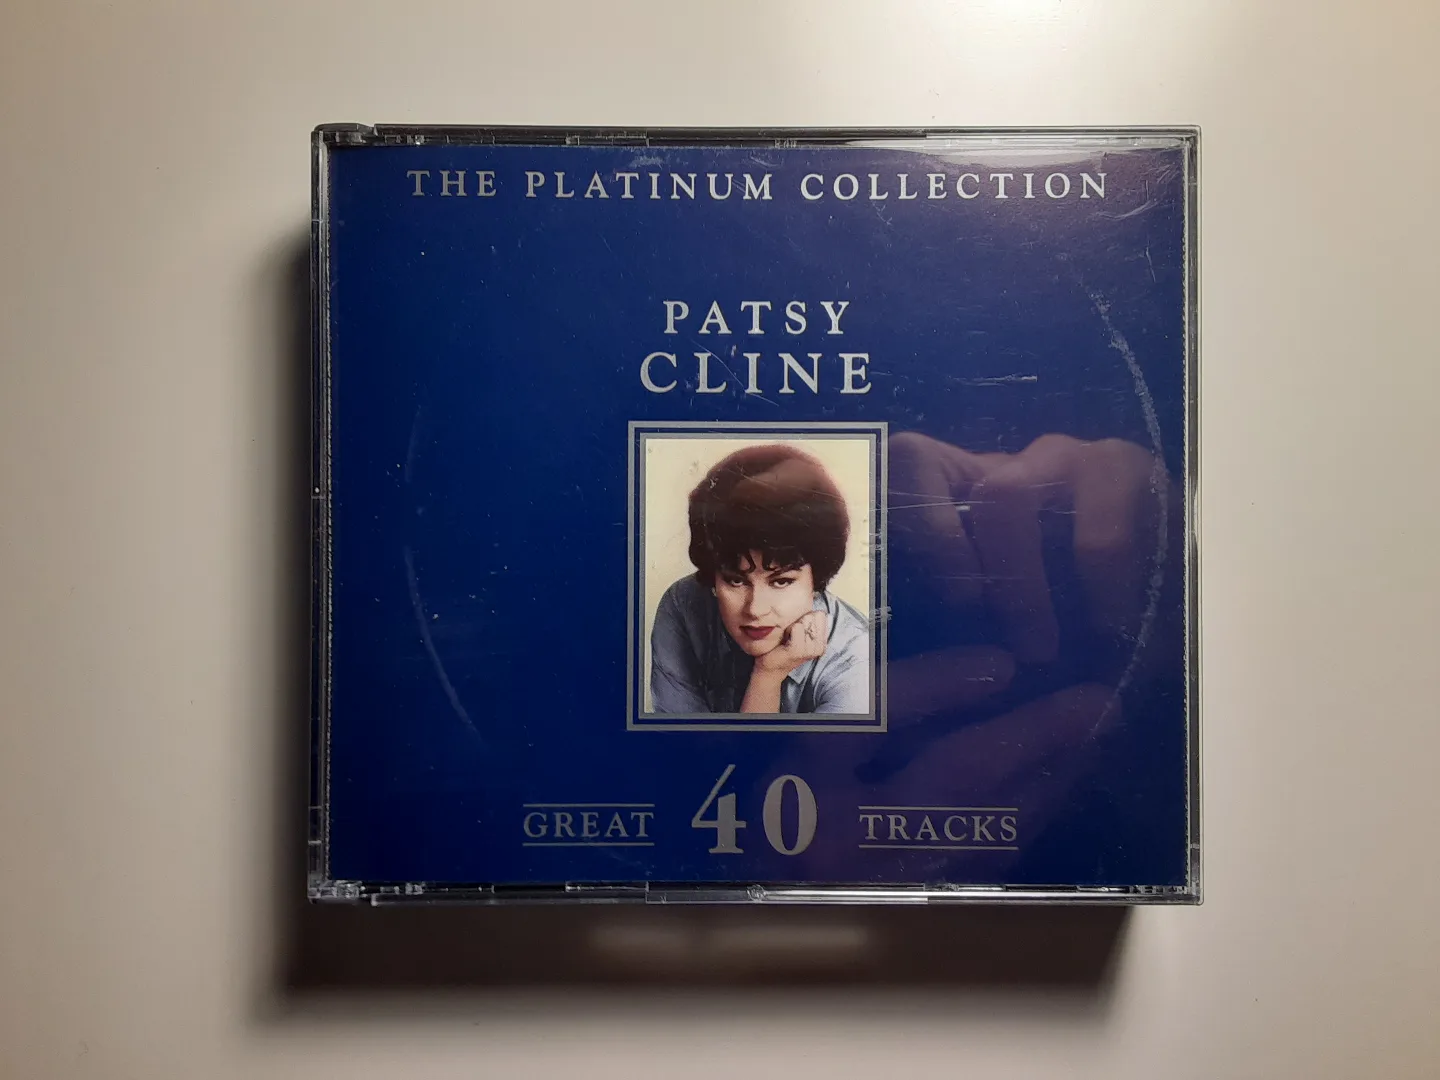 THE PLATINUM COLLECTION
PATSY
CLINE
GREAT 40 TRACKS